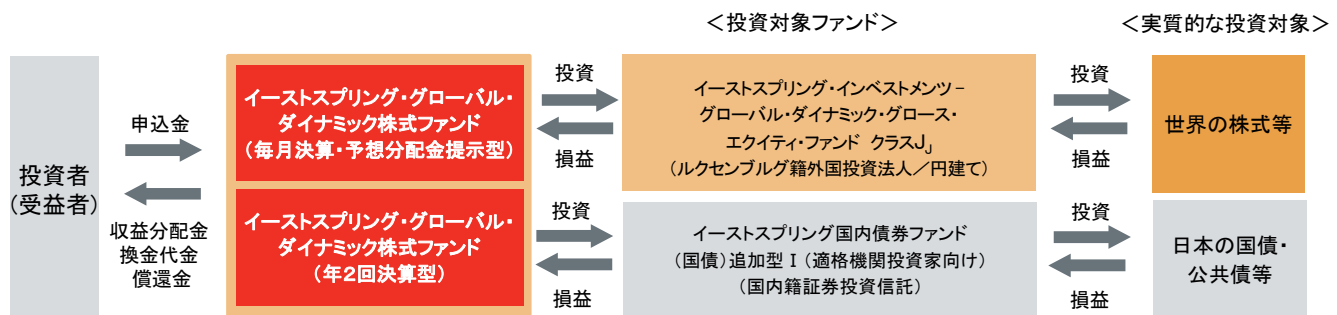 ＜投資対象ファンド＞
＜実質的な投資対象＞
投資者
(受益者)
申込金
収益分配金
換金代金
償還金
イーストスプリング・グローバル・
ダイナミック株式ファンド
（毎月決算・予想分配金提示型）
イーストスプリング・グローバル・
ダイナミック株式ファンド
（年2回決算型）
投資
損益
投資
損益
イーストスプリング・インベストメンツ－
グローバル・ダイナミック・グロース・
エクイティ・ファンド クラスJJ
（ルクセンブルグ籍外国投資法人／円建て）
イーストスプリング国内債券ファンド
（国債）追加型Ⅰ（適格機関投資家向け）
（国内籍証券投資信託）
投資
損益
投資
損益
世界の株式等
日本の国債・
公共債等